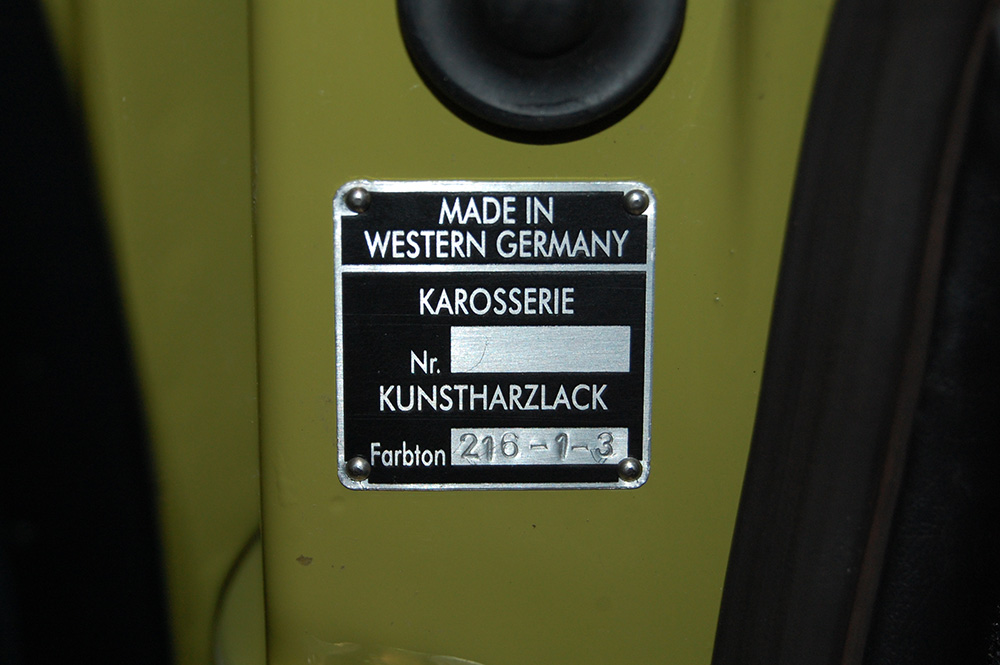 MADE IN
WESTERN GERMANY
KAROSSERIE
Nr.
KUNSTHARZLACK
Farbton 216-1-3